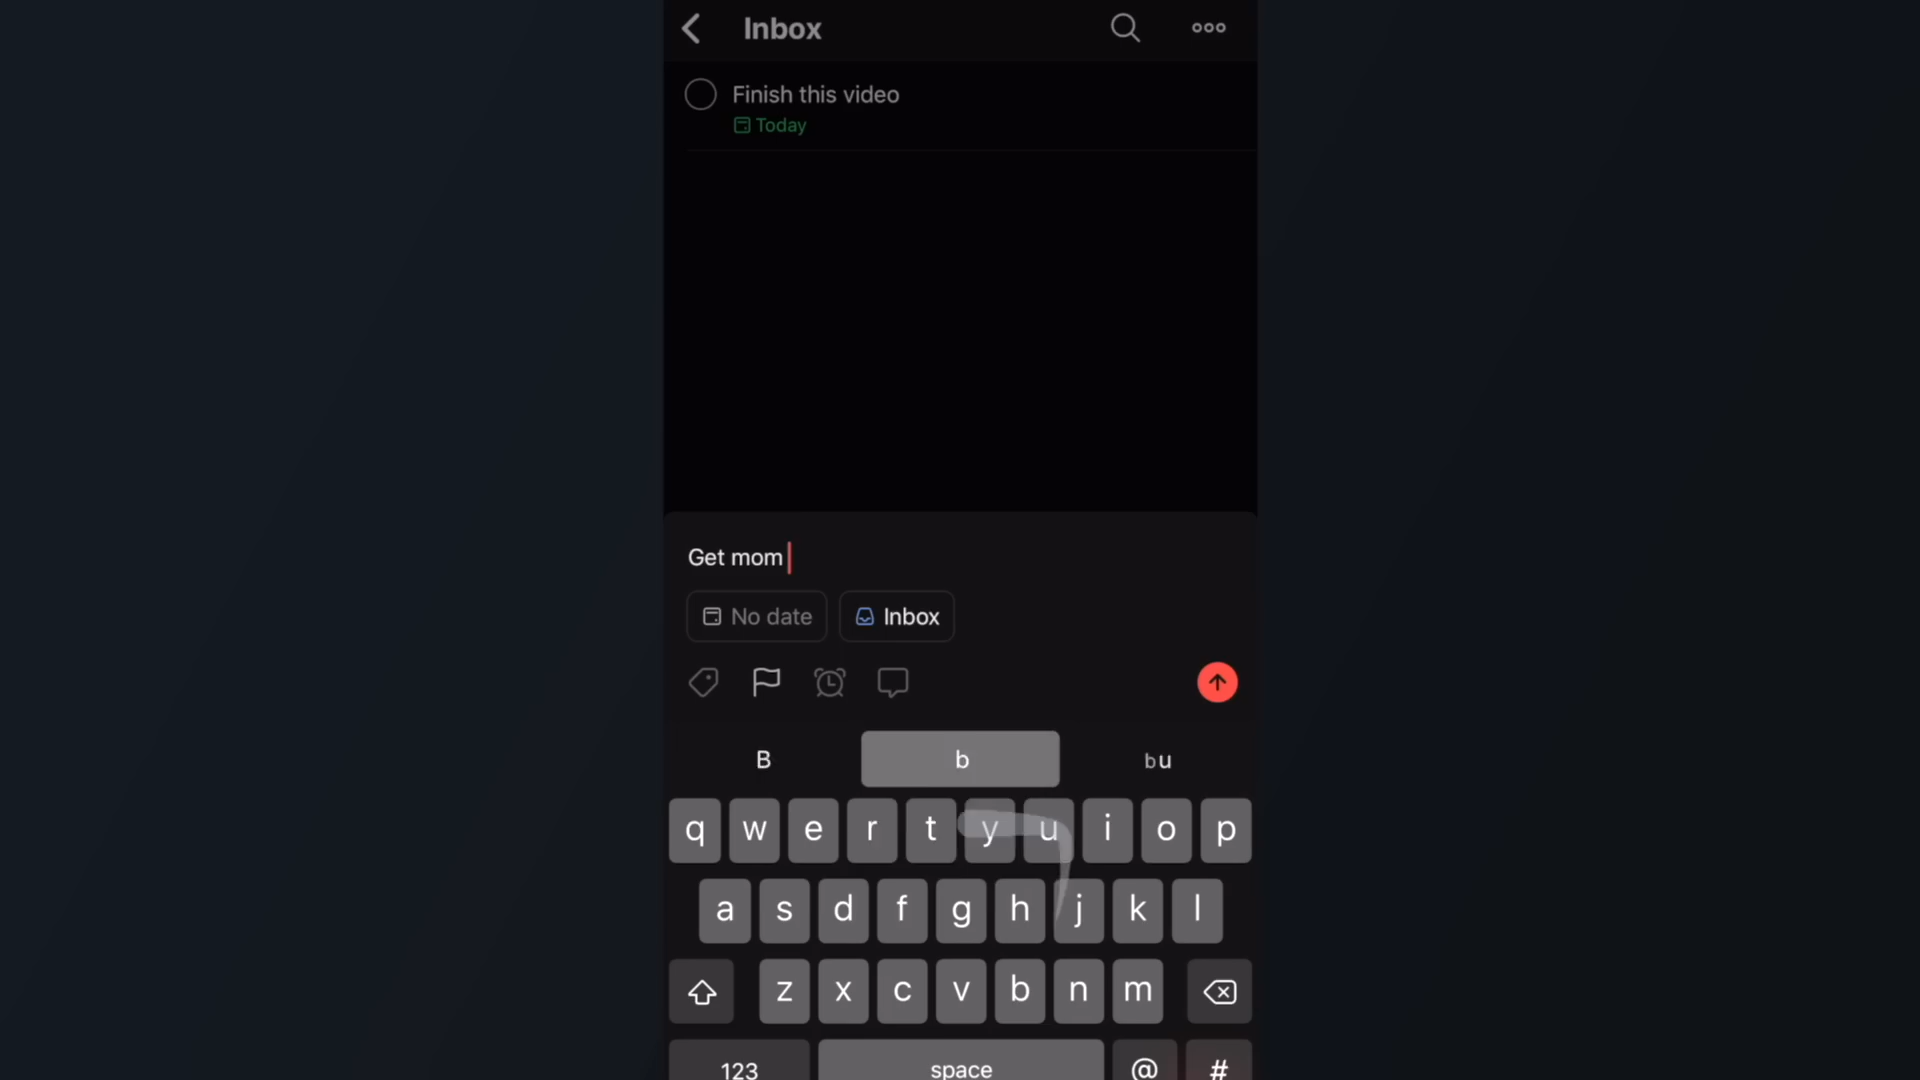 Inbox
Finish this video
Today
Get mom
No date Inbox
B b bu
q w e r t y u i o p
a s d f g h j k l
z x c v b n m
123 space @ #